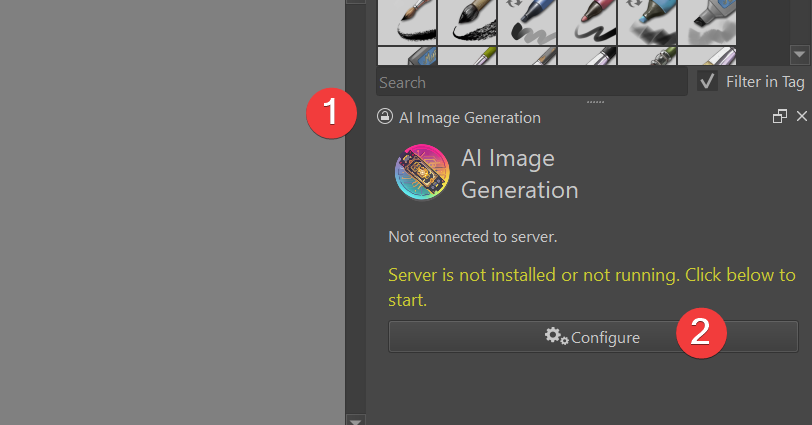 Search
Filter in Tag
1
AI Image Generation
AI Image
Generation
Not connected to server.
Server is not installed or not running. Click below to
start.
Configure
2